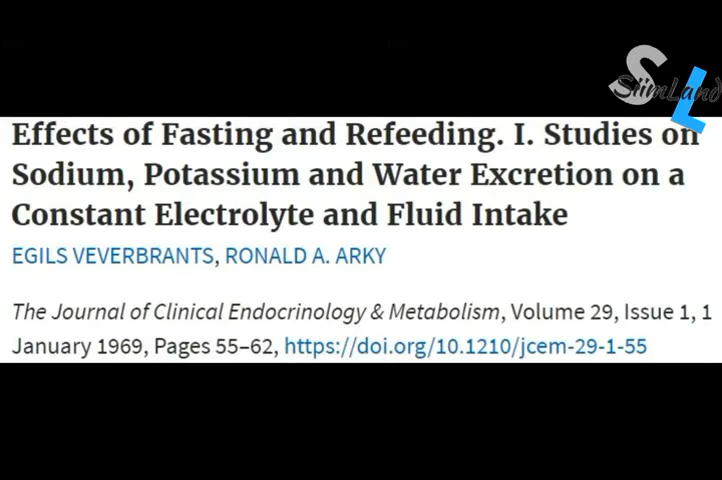 SL
SiimLand
Effects of Fasting and Refeeding. I. Studies on
Sodium, Potassium and Water Excretion on a
Constant Electrolyte and Fluid Intake
EGILS VEVERBRANTS, RONALD A. ARKY
The Journal of Clinical Endocrinology & Metabolism, Volume 29, Issue 1, 1
January 1969, Pages 55–62, https://doi.org/10.1210/jcem-29-1-55